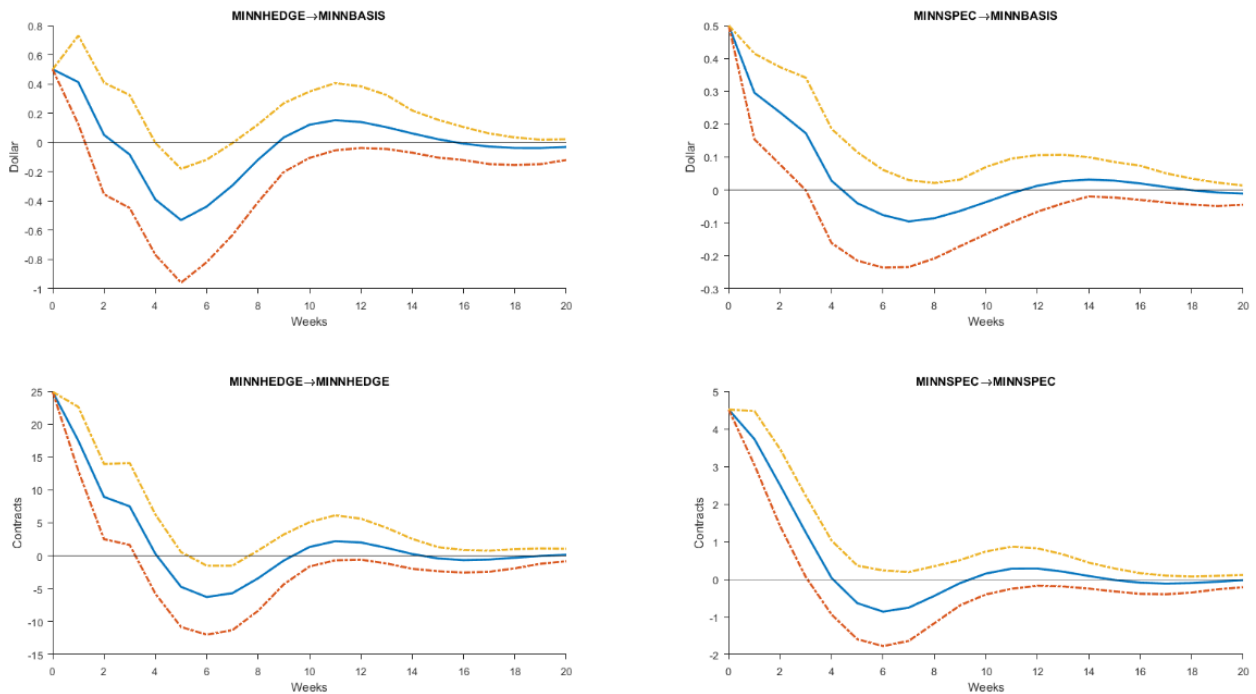 MINNHEDGE→MINNBASIS
0.8
0.6
0.4
0.2
0
-0.2
-0.4
-0.6
-0.8
-1
Dollar
0 2 4 6 8 10 12 14 16 18 20
Weeks
MINNSPEC→MINNBASIS
0.5
0.4
0.3
0.2
0.1
0
-0.1
-0.2
-0.3
Dollar
0 2 4 6 8 10 12 14 16 18 20
Weeks
MINNHEDGE→MINNHEDGE
25
20
15
10
5
0
-5
-10
-15
Contracts
0 2 4 6 8 10 12 14 16 18 20
Weeks
MINNSPEC→MINNSPEC
5
4
3
2
1
0
-1
-2
Contracts
0 2 4 6 8 10 12 14 16 18 20
Weeks